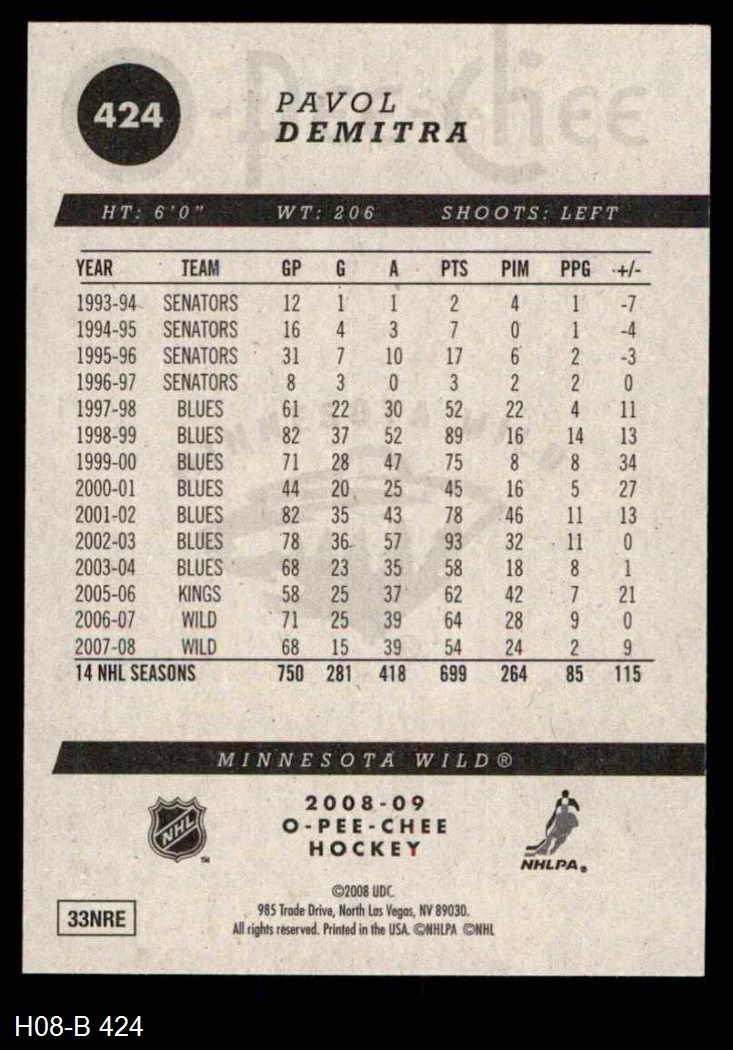 O-Pee-Chee®
424
PAVOL
DEMITRA
HT: 6'0" WT: 206 SHOOTS: LEFT
YEAR TEAM GP G A PTS PIM PPG +/-
1993-94 SENATORS 12 1 1 2 4 1 -7
1994-95 SENATORS 16 4 3 7 0 1 -4
1995-96 SENATORS 31 7 10 17 6 2 -3
1996-97 SENATORS 8 3 0 3 2 2 0
1997-98 BLUES 61 22 30 52 22 4 11
1998-99 BLUES 82 37 52 89 16 14 13
1999-00 BLUES 71 28 47 75 8 8 34
2000-01 BLUES 44 20 25 45 16 5 27
2001-02 BLUES 82 35 43 78 46 11 13
2002-03 BLUES 78 36 57 93 32 11 0
2003-04 BLUES 68 23 35 58 18 8 1
2005-06 KINGS 58 25 37 62 42 7 21
2006-07 WILD 71 25 39 64 28 9 0
2007-08 WILD 68 15 39 54 24 2 9
14 NHL SEASONS 750 281 418 699 264 85 115
MINNESOTA WILD®
2008-09
O-PEE-CHEE
HOCKEY
NHL ™
NHLPA®
©2008 UDC.
985 Trade Drive, North Las Vegas, NV 89030.
All rights reserved. Printed in the USA. ©NHLPA ©NHL
33NRE
H08-B 424